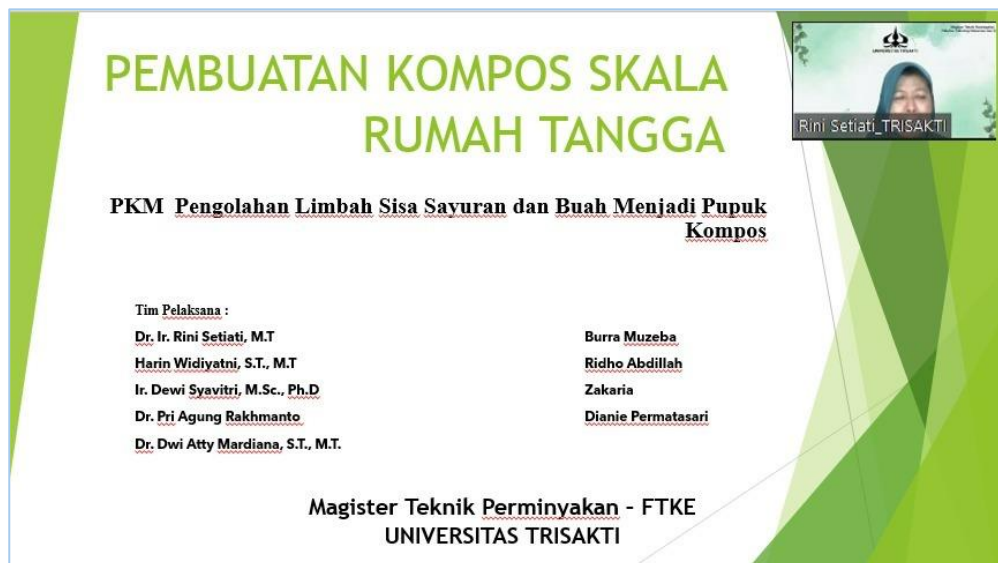 PEMBUATAN KOMPOS SKALA
RUMAH TANGGA
PKM Pengolahan Limbah Sisa Sayuran dan Buah Menjadi Pupuk
Kompos
Tim Pelaksana :
Dr. Ir. Rini Setiati, M.T
Harin Widiyatni, S.T., M.T
Ir. Dewi Syavitri, M.Sc., Ph.D
Dr. Pri Agung Rakhmanto
Dr. Dwi Atty Mardiana, S.T., M.T.
Burra Muzeba
Ridho Abdillah
Zakaria
Dianie Permatasari
Magister Teknik Perminyakan - FTKE
UNIVERSITAS TRISAKTI
UNIVERSITAS TRISAKTI
Rini Setiati_TRISAKTI